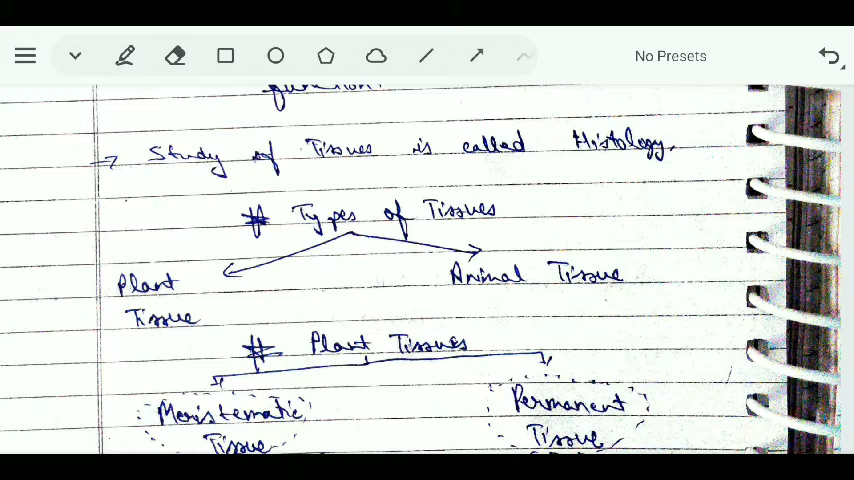 No Presets
function.
→ Study of Tissues is called Histology.
# Types of Tissues
Plant Tissue
Animal Tissue
# Plant Tissues
Meristematic Tissue
Permanent Tissue